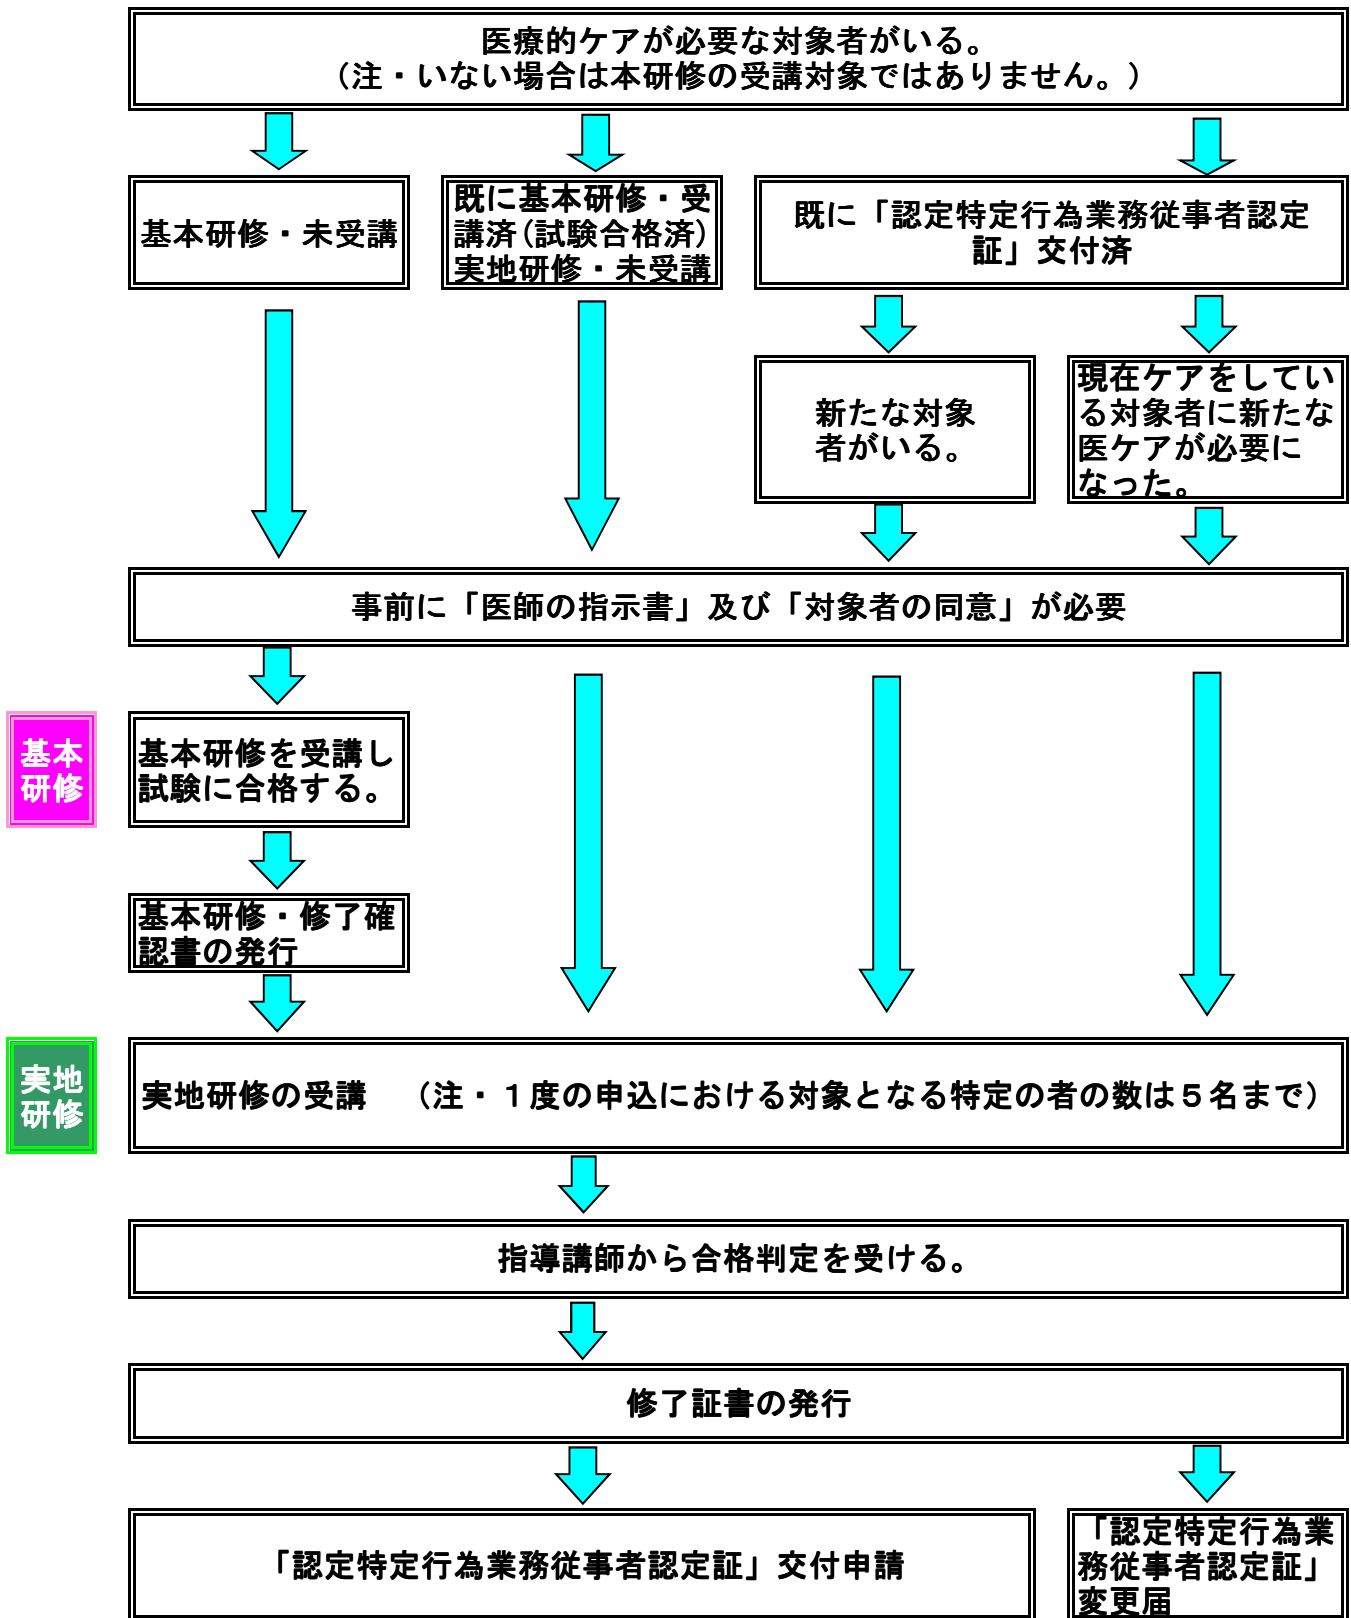 医療的ケアが必要な対象者がいる。
（注・いない場合は本研修の受講対象ではありません。）
基本研修・未受講
既に基本研修・受
講済(試験合格済)
実地研修・未受講
既に「認定特定行為業務従事者認定
証」交付済
新たな対象
者がいる。
現在ケアをしてい
る対象者に新たな
医ケアが必要に
なった。
事前に「医師の指示書」及び「対象者の同意」が必要
基本
研修
基本研修を受講し
試験に合格する。
基本研修・修了確
認書の発行
実地
研修
実地研修の受講　（注・１度の申込における対象となる特定の者の数は５名まで）
指導講師から合格判定を受ける。
修了証書の発行
「認定特定行為業務従事者認定証」交付申請
「認定特定行為業
務従事者認定証」
変更届